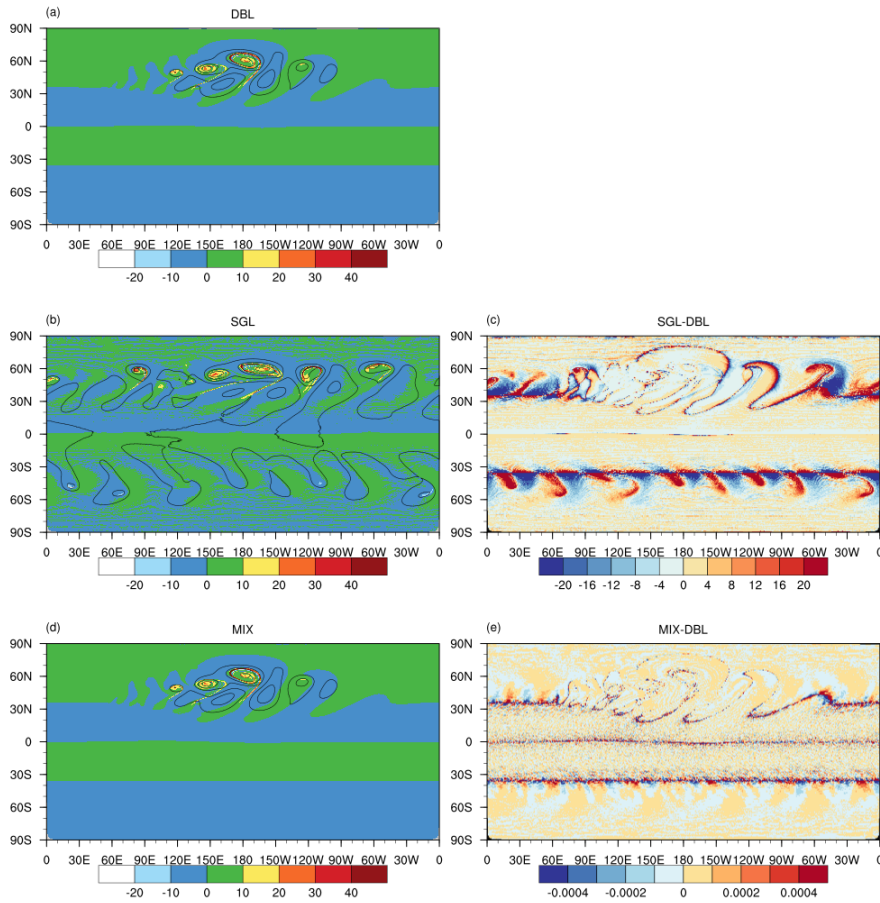 (a) DBL
90N
60N
30N
0
30S
60S
90S
0 30E 60E 90E 120E 150E 180 150W 120W 90W 60W 30W 0
-20 -10 0 10 20 30 40
(b) SGL
90N
60N
30N
0
30S
60S
90S
0 30E 60E 90E 120E 150E 180 150W 120W 90W 60W 30W 0
-20 -10 0 10 20 30 40
(c) SGL-DBL
90N
60N
30N
0
30S
60S
90S
0 30E 60E 90E 120E 150E 180 150W 120W 90W 60W 30W 0
-20 -16 -12 -8 -4 0 4 8 12 16 20
(d) MIX
90N
60N
30N
0
30S
60S
90S
0 30E 60E 90E 120E 150E 180 150W 120W 90W 60W 30W 0
-20 -10 0 10 20 30 40
(e) MIX-DBL
90N
60N
30N
0
30S
60S
90S
0 30E 60E 90E 120E 150E 180 150W 120W 90W 60W 30W 0
-0.0004 -0.0002 0 0.0002 0.0004